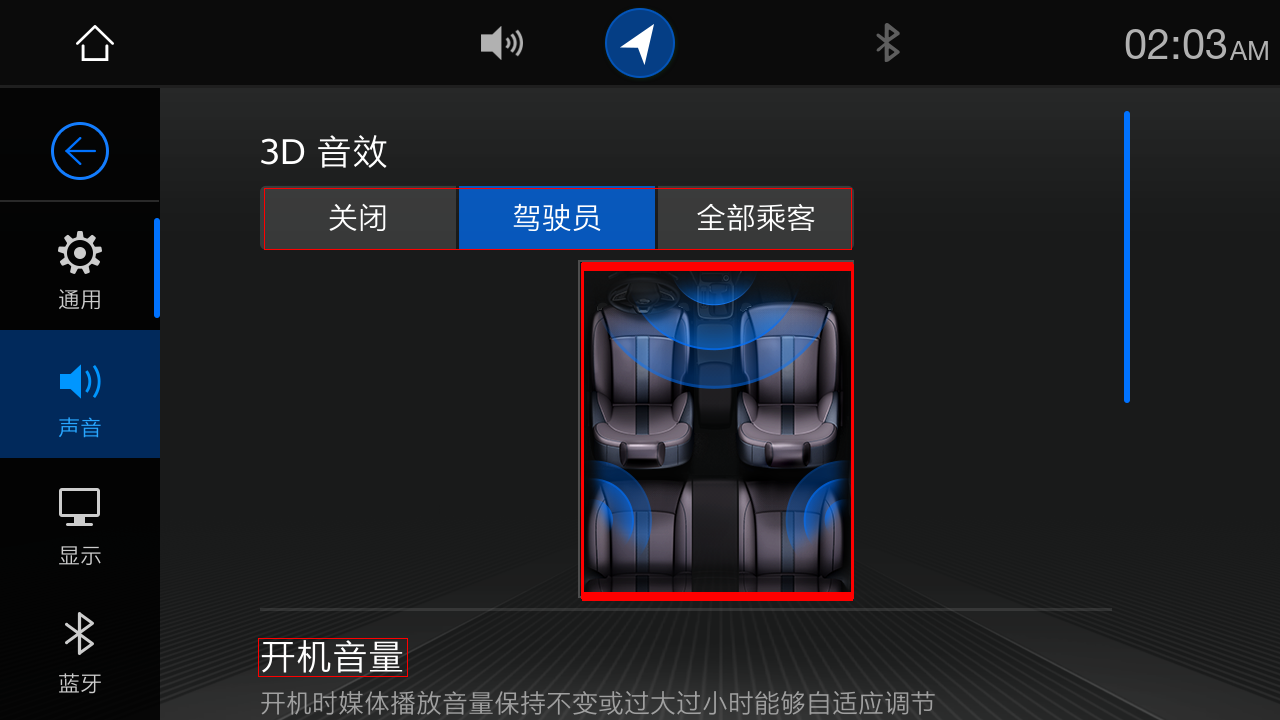 02:03AM
3D 音效
关闭 驾驶员 全部乘客
通用
声音
显示
蓝牙
开机音量
开机时媒体播放音量保持不变或过大过小时能够自适应调节